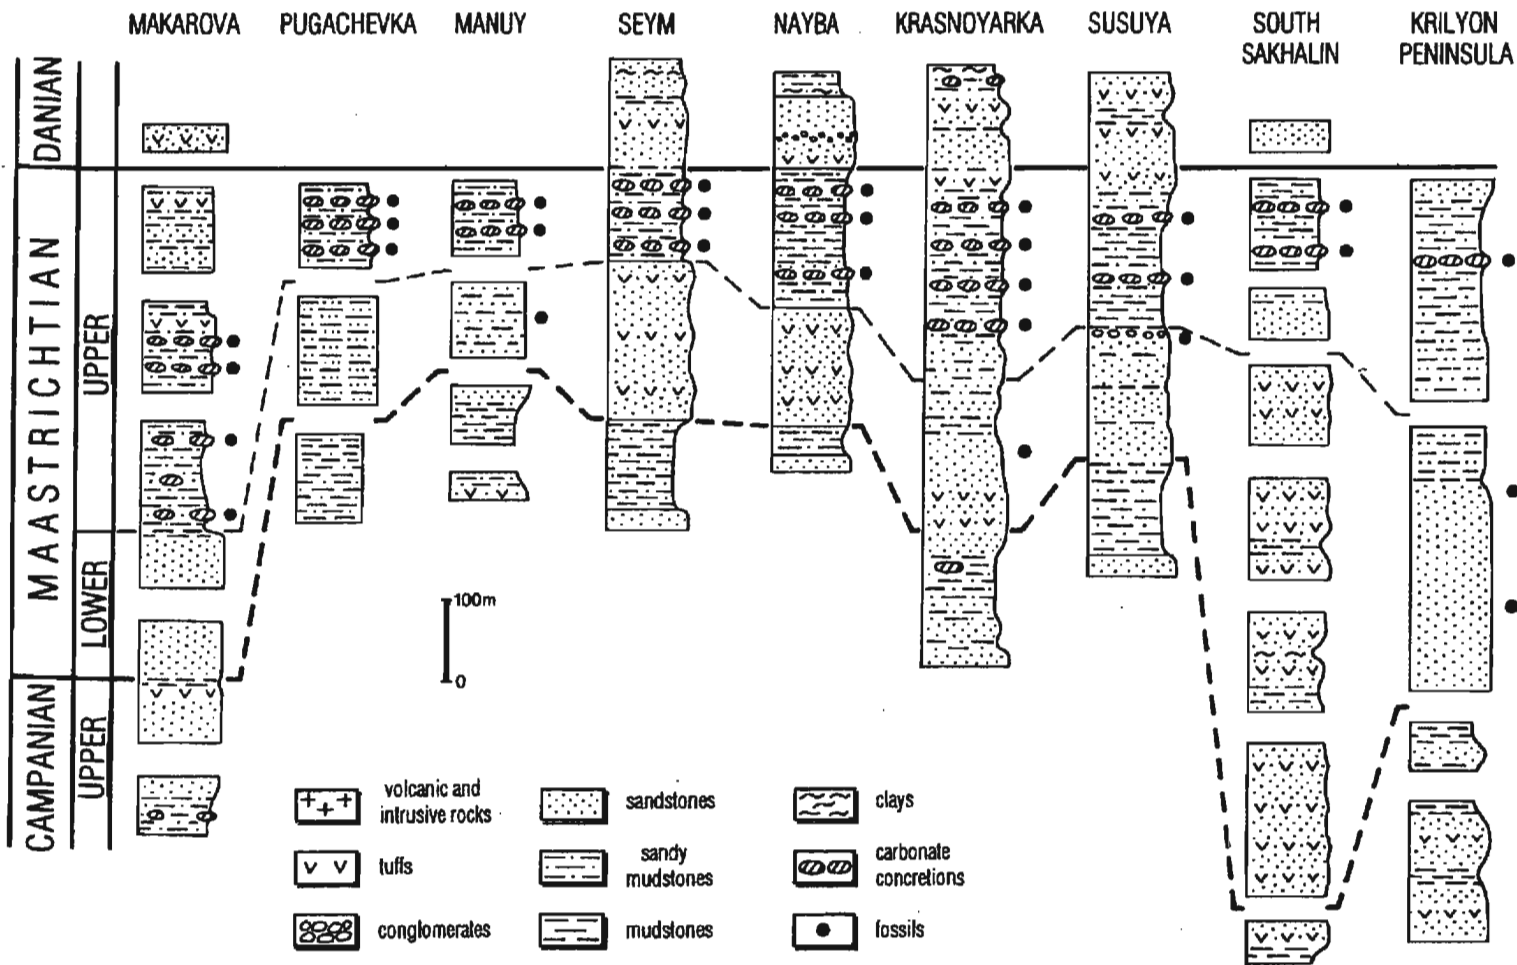 MAKAROVA
PUGACHEVKA
MANUY
SEYM
NAYBA
KRASNOYARKA
SUSUYA
SOUTH
SAKHALIN
KRILYON
PENINSULA
DANIAN
MAASTRICHTIAN
UPPER
LOWER
CAMPANIAN
UPPER
100m
0
volcanic and
intrusive rocks
tuffs
conglomerates
sandstones
sandy
mudstones
mudstones
clays
carbonate
concretions
fossils